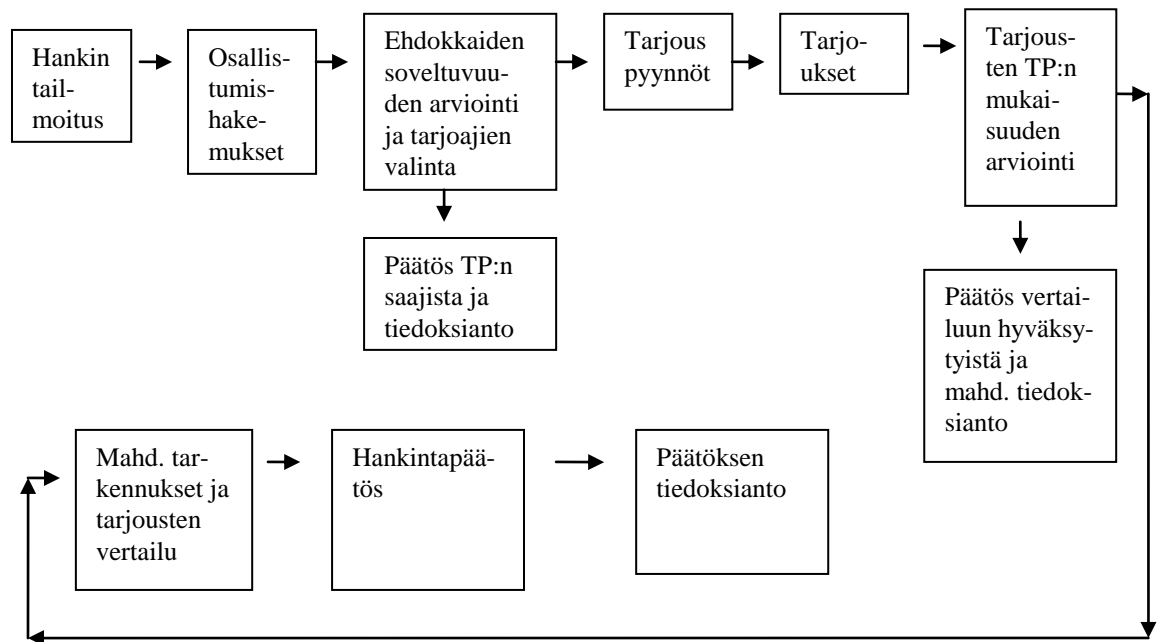 Hankin
tail-
moitus
Osallis-
tumis-
hake-
mukset
Ehdokkaiden
soveltuvuu-
den arviointi
ja tarjoajien
valinta
Tarjous
pyynnöt
Tarjo-
ukset
Tarjous-
ten TP:n
mukai-
suuden
arviointi
Päätös TP:n
saajista ja
tiedoksianto
Päätös vertai-
luun hyväksy-
tyistä ja
mahd. tiedok-
sianto
Mahd. tar-
kennukset ja
tarjousten
vertailu
Hankintapää-
tös
Päätöksen
tiedoksianto